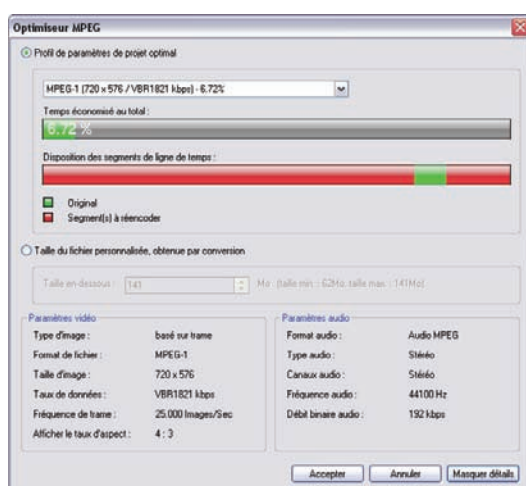 Optimiseur MPEG
Profil de paramètres de projet optimal
MPEG-1 (720 x 576 / VBR1821 kbps) - 6.72%
Temps économisé au total :
6.72 %
Disposition des segments de ligne de temps :
Original
Segment(s) à réencoder
Taille du fichier personnalisée, obtenue par conversion
Taille en dessous : 141 Mo (taille min. : 62Mo, taille max. : 141Mo)
Paramètres vidéo
Type d'image : basé sur trame
Format de fichier : MPEG-1
Taille d'image : 720 x 576
Taux de données : VBR1821 kbps
Fréquence de trame : 25.000 Images/Sec
Afficher le taux d'aspect : 4 : 3
Paramètres audio
Format audio : Audio MPEG
Type audio : Stéréo
Canaux audio : Stéréo
Fréquence audio : 44100 Hz
Débit binaire audio : 192 kbps
Accepter
Annuler
Masquer détails